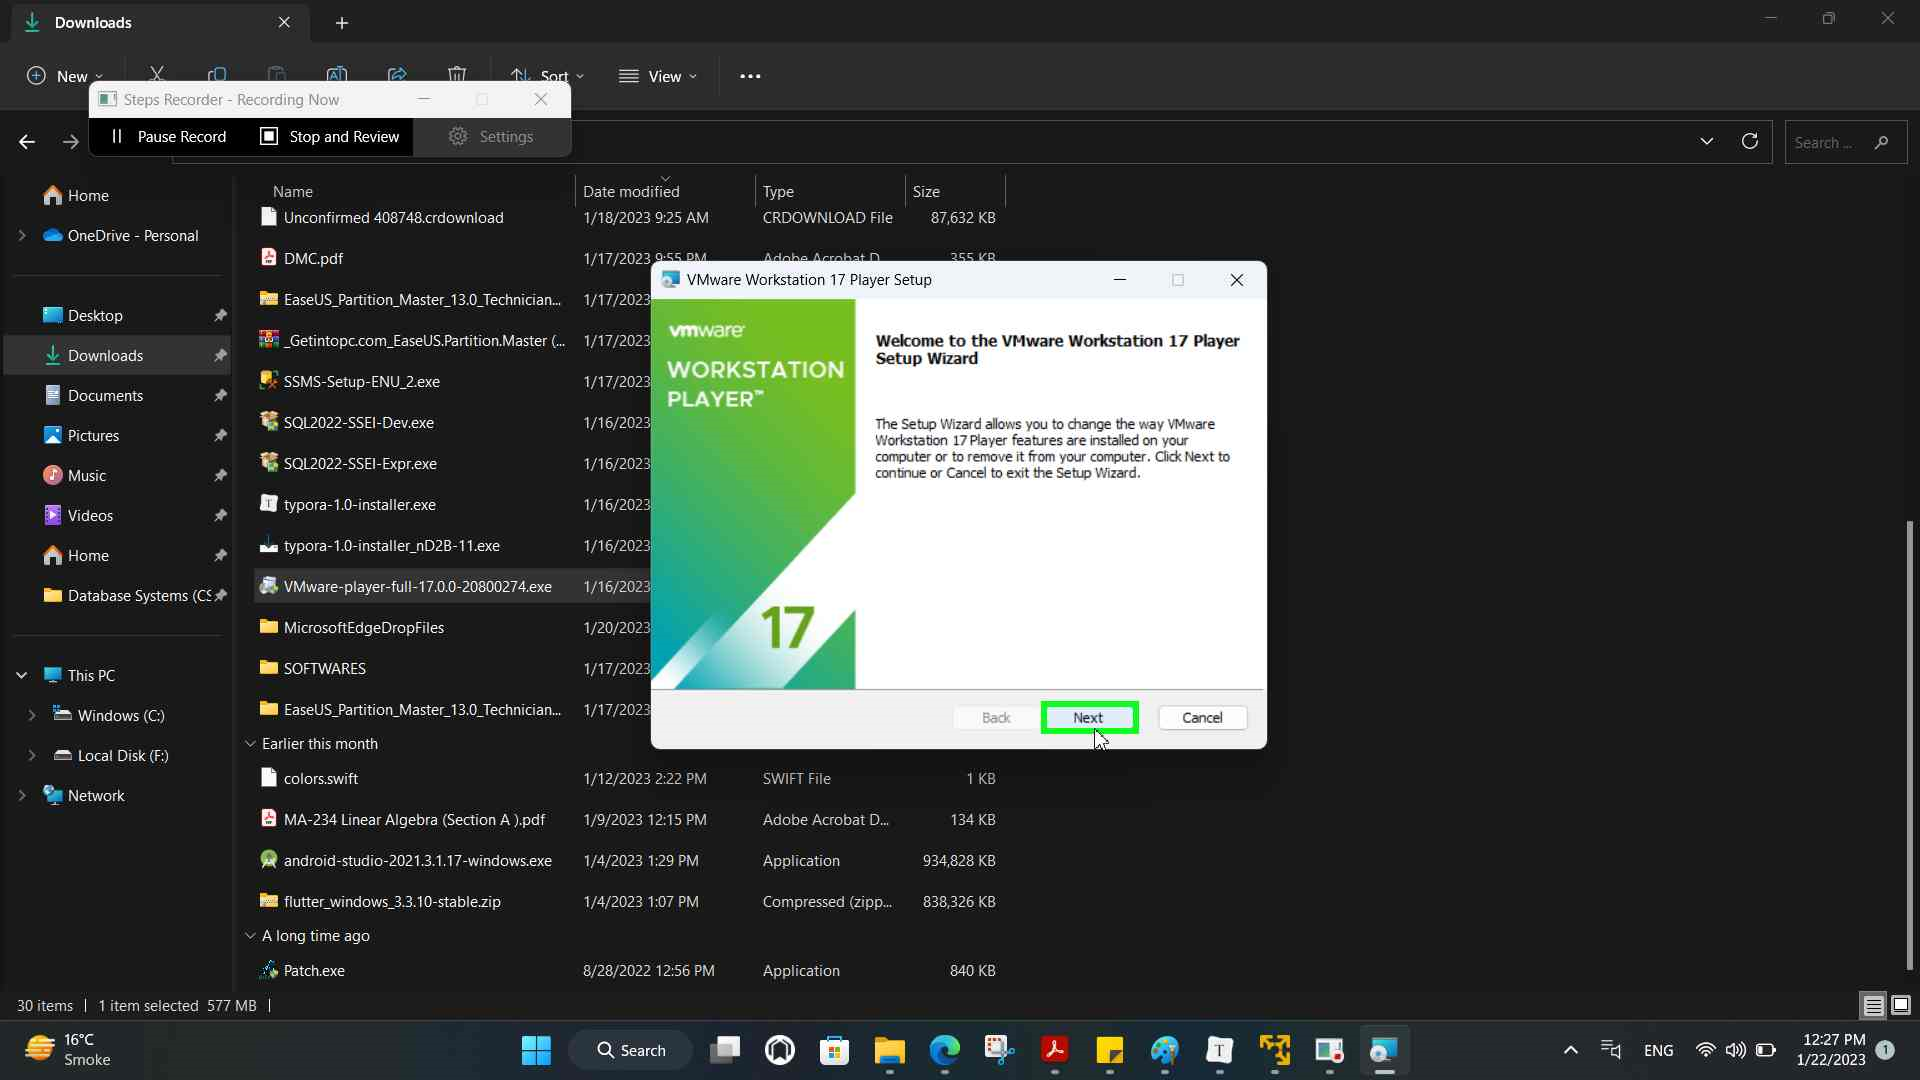 Downloads
New
Sort
View
Steps Recorder - Recording Now
Pause Record
Stop and Review
Settings
Search ...
Home
OneDrive - Personal
Desktop
Downloads
Documents
Pictures
Music
Videos
Home
Database Systems (CS
This PC
Windows (C:)
Local Disk (F:)
Network
Name Date modified Type Size
Unconfirmed 408748.crdownload 1/18/2023 9:25 AM CRDOWNLOAD File 87,632 KB
DMC.pdf 1/17/2023 9:55 PM Adobe Acrobat D... 355 KB
EaseUS_Partition_Master_13.0_Technician... 1/17/2023
_Getintopc.com_EaseUS.Partition.Master (... 1/17/2023
SSMS-Setup-ENU_2.exe 1/17/2023
SQL2022-SSEI-Dev.exe 1/16/2023
SQL2022-SSEI-Expr.exe 1/16/2023
typora-1.0-installer.exe 1/16/2023
typora-1.0-installer_nD2B-11.exe 1/16/2023
VMware-player-full-17.0.0-20800274.exe 1/16/2023
MicrosoftEdgeDropFiles 1/20/2023
SOFTWARES 1/17/2023
EaseUS_Partition_Master_13.0_Technician... 1/17/2023
Earlier this month
colors.swift 1/12/2023 2:22 PM SWIFT File 1 KB
MA-234 Linear Algebra (Section A ).pdf 1/9/2023 12:15 PM Adobe Acrobat D... 134 KB
android-studio-2021.3.1.17-windows.exe 1/4/2023 1:29 PM Application 934,828 KB
flutter_windows_3.3.10-stable.zip 1/4/2023 1:07 PM Compressed (zipp... 838,326 KB
A long time ago
Patch.exe 8/28/2022 12:56 PM Application 840 KB
VMware Workstation 17 Player Setup
vmware
WORKSTATION
PLAYER™
17
Welcome to the VMware Workstation 17 Player
Setup Wizard
The Setup Wizard allows you to change the way VMware
Workstation 17 Player features are installed on your
computer or to remove it from your computer. Click Next to
continue or Cancel to exit the Setup Wizard.
Back
Next
Cancel
30 items 1 item selected 577 MB
16°C
Smoke
Search
ENG
12:27 PM
1/22/2023
1